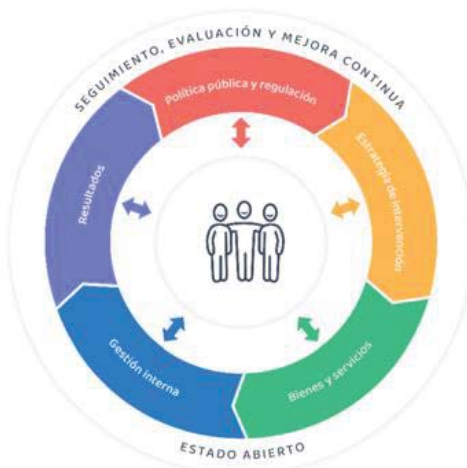 SEGUIMIENTO, EVALUACIÓN Y MEJORA CONTINUA
Política pública y regulación
Estrategia de intervención
Resultados
Gestión interna
Bienes y servicios
ESTADO ABIERTO